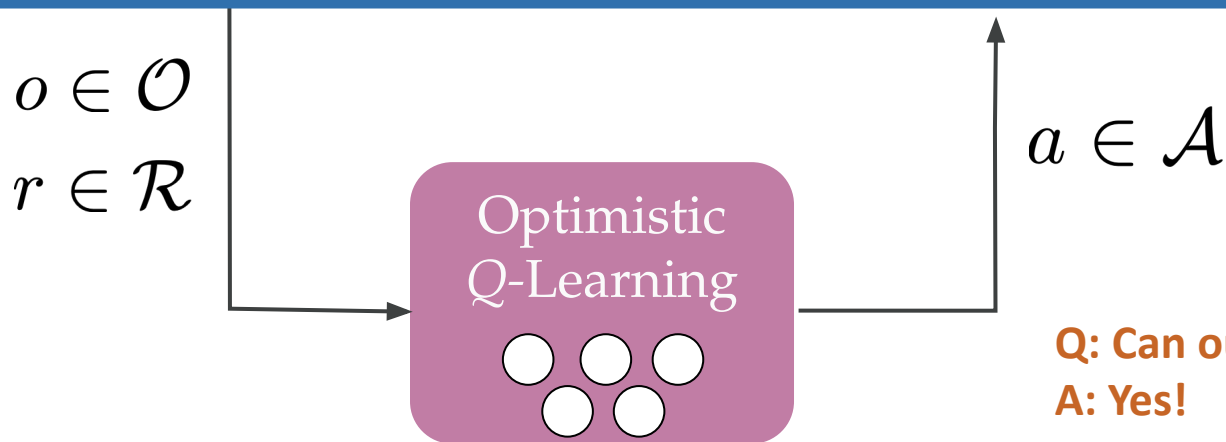 o ∈ 𝒪
r ∈ ℛ
a ∈ 𝒜
Optimistic
Q-Learning
Q: Can
A: Yes!